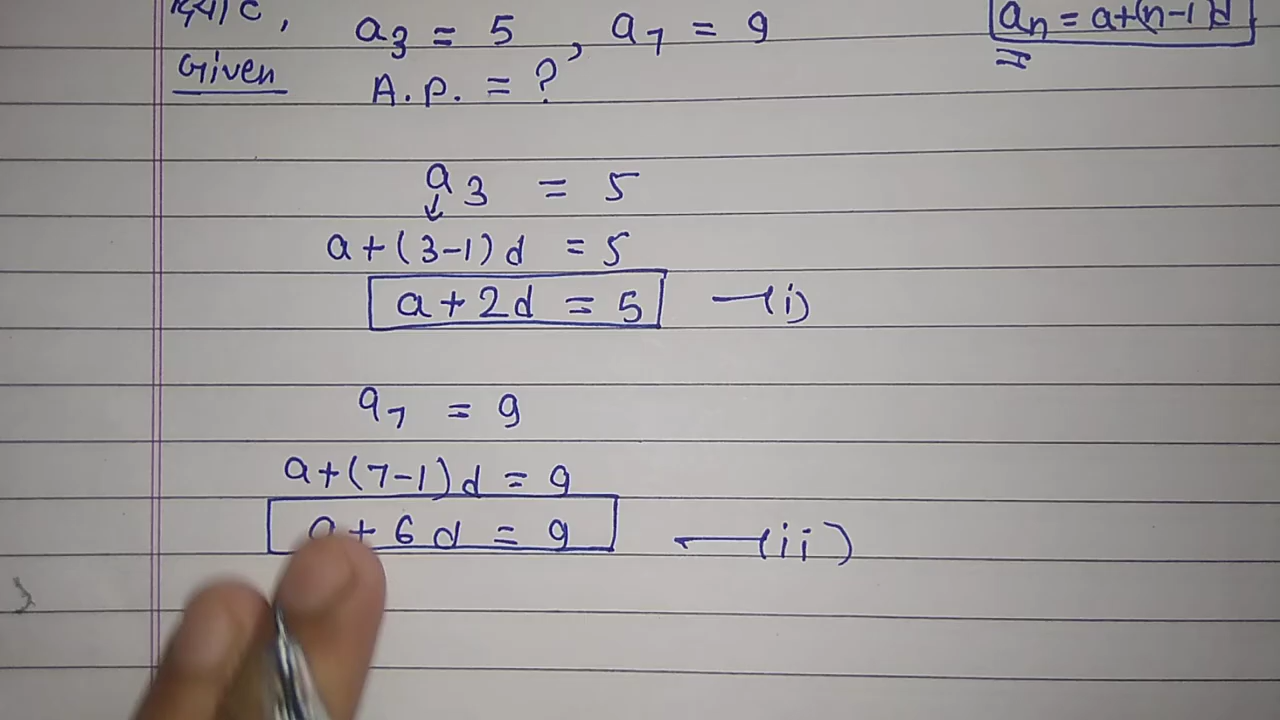 a₃ = 5 , a₇ = 9
aₙ = a+(n-1)d
Given
A.P. = ?
a₃ = 5
a+(3-1)d = 5
a+2d = 5 —(i)
a₇ = 9
a+(7-1)d = 9
a+6d = 9 —(ii)